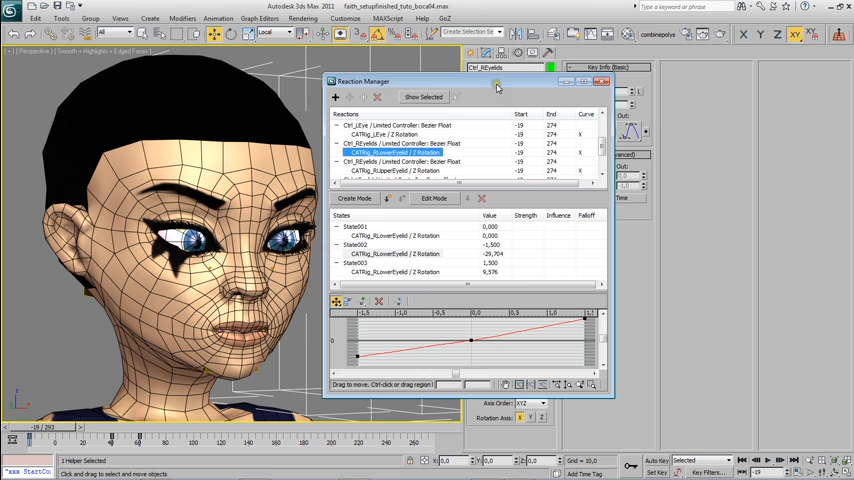 Autodesk 3ds Max 2011 faith_setupfinished_tuto_boca04.max
Type a keyword or phrase
Edit Tools Group Views Create Modifiers Animation Graph Editors Rendering Customize MAXScript Help GoZ
All Local Create Selection Se combinepolys X Y Z XY
[ + ] [ Perspective ] [ Smooth + Highlights + Edged Faces ]
Ctrl_REyelids
Key Info (Basic)
L
Out:
Reaction Manager
Show Selected
Reactions Start End Curve
Ctrl_LEye / Limited Controller: Bezier Float -19 274
CATRig_LEye / Z Rotation -19 274 X
Ctrl_REyelids / Limited Controller: Bezier Float -19 274
CATRig_RLowerEyelid / Z Rotation -19 274 X
Ctrl_REyelids / Limited Controller: Bezier Float -19 274
CATRig_RUpperEyelid / Z Rotation -19 274 X
Create Mode Edit Mode
States Value Strength Influence Falloff
State001 0,000
CATRig_RLowerEyelid / Z Rotation 0,000
State002 -1,500
CATRig_RLowerEyelid / Z Rotation -29,704
State003 1,500
CATRig_RLowerEyelid / Z Rotation 9,576
-1,5 -1,0 -0,5 0,0 0,5 1,0
0
Drag to move. Ctrl-click or drag region
Out:
0,0
-1,0
Time
Axis Order: XYZ
Rotation Axis: X Y Z
-19 / 293
20 40 60 80 100 120 140 160 180 200 220 240 260
"xxx StartCo
1 Helper Selected
Click and drag to select and move objects
X: 0,0 Y: 0,0 Z: 0,0 Grid = 10,0
Add Time Tag
Auto Key Selected
Set Key Key Filters... -19